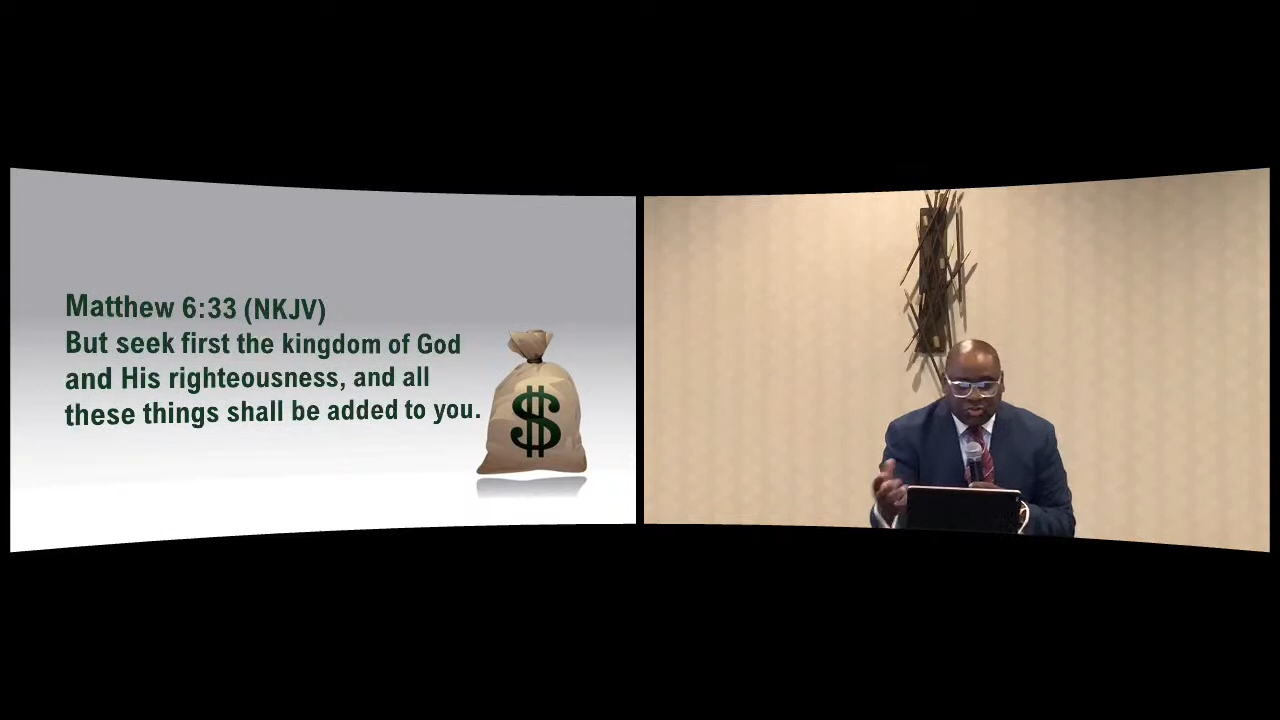 Matthew 6:33 (NKJV)
But seek first the kingdom of God
and His righteousness, and all
these things shall be added to you.
$